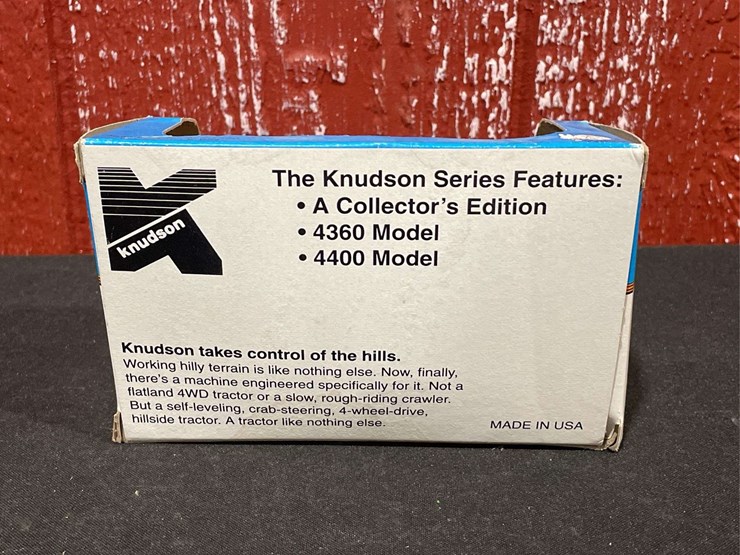 knudson
The Knudson Series Features:
• A Collector's Edition
• 4360 Model
• 4400 Model
Knudson takes control of the hills.
Working hilly terrain is like nothing else. Now, finally,
there's a machine engineered specifically for it. Not a
flatland 4WD tractor or a slow, rough-riding crawler.
But a self-leveling, crab-steering, 4-wheel-drive,
hillside tractor. A tractor like nothing else.
MADE IN USA